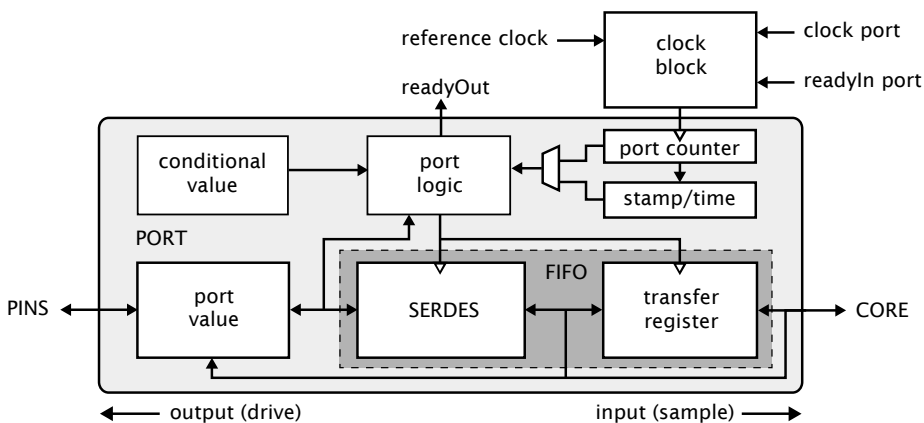 reference clock
clock
block
clock port
readyIn port
readyOut
conditional
value
port
logic
port counter
stamp/time
PORT
FIFO
PINS
port
value
SERDES
transfer
register
CORE
output (drive)
input (sample)